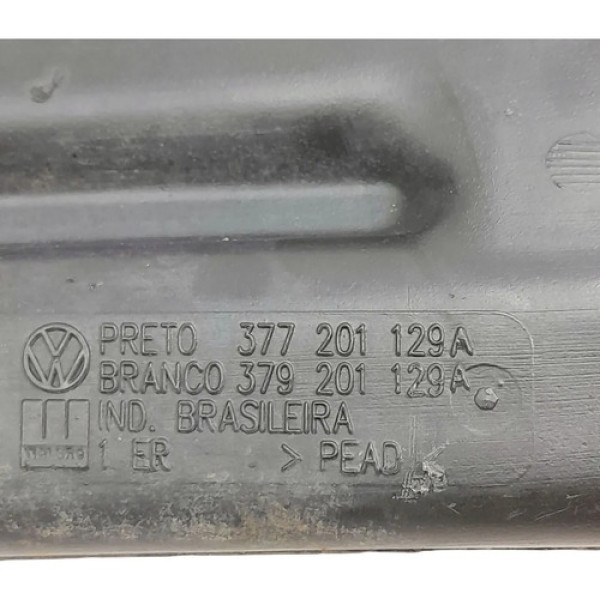 PRETO 377 201 129A
BRANCO 379 201 129A
IND. BRASILEIRA
1 ER > PEAD